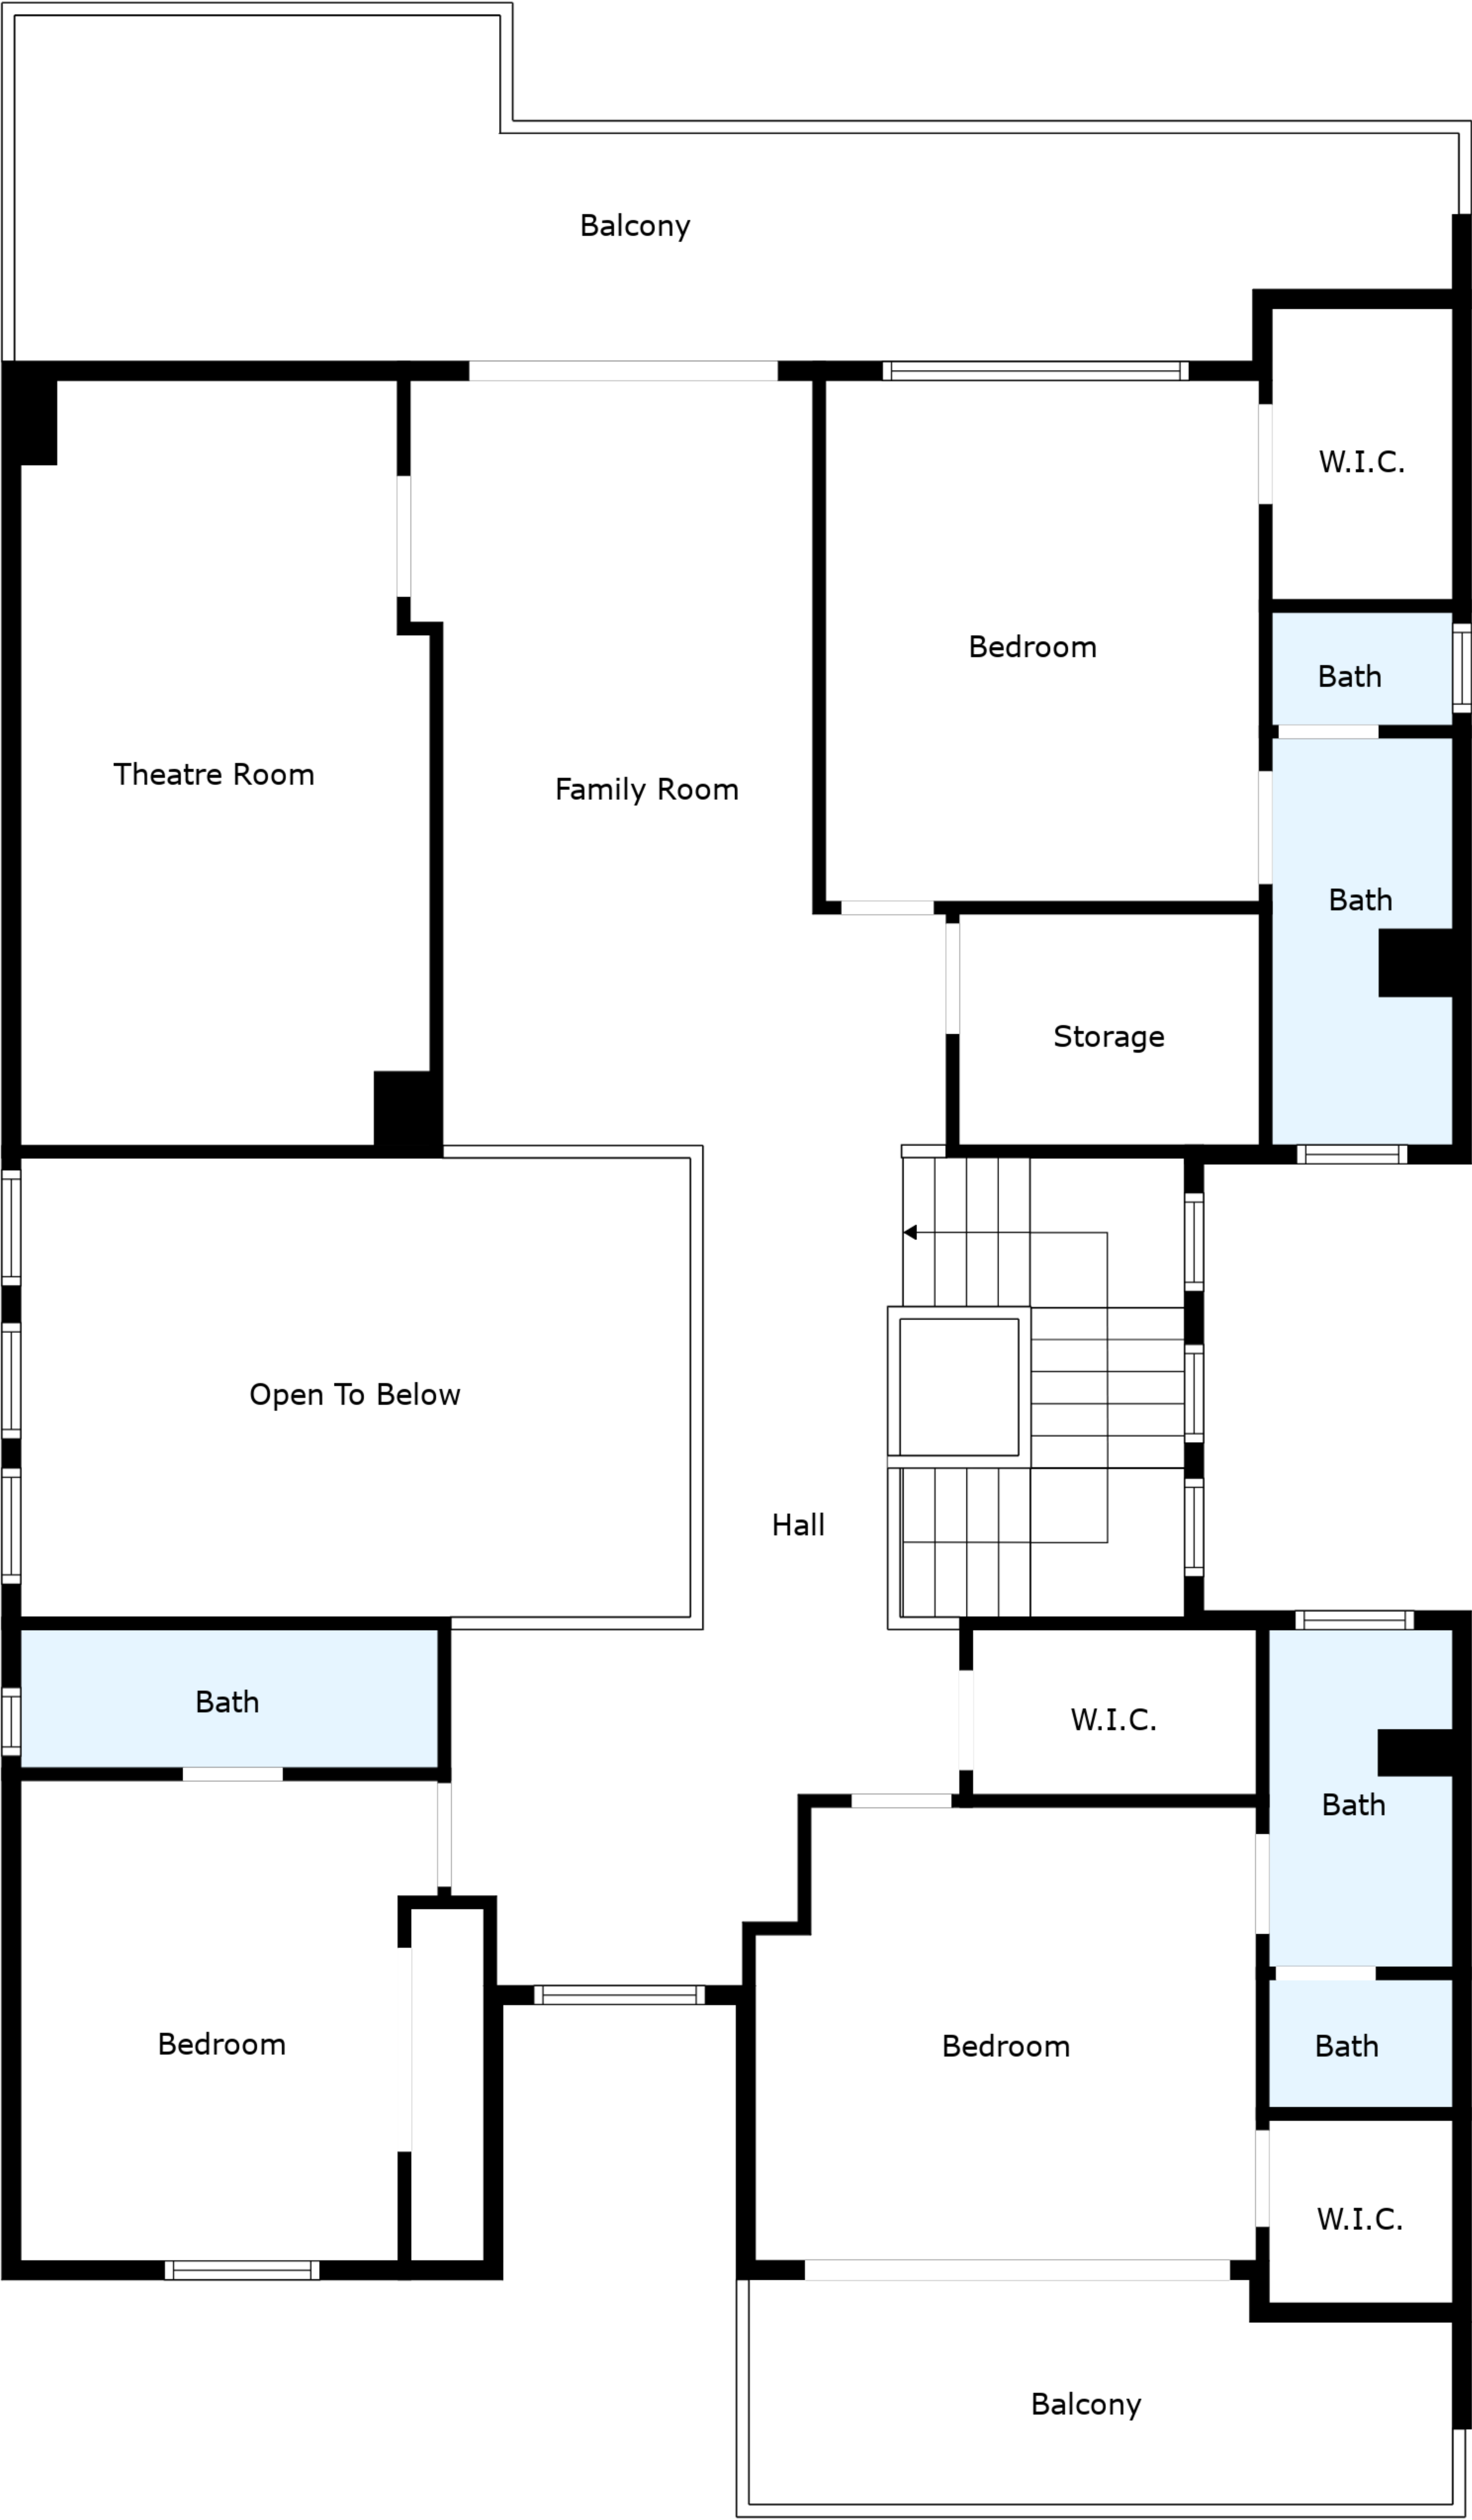 Balcony
W.I.C.
Bedroom
Bath
Theatre Room
Family Room
Bath
Storage
Open To Below
Hall
Bath
W.I.C.
Bath
Bedroom
Bedroom
Bath
W.I.C.
Balcony